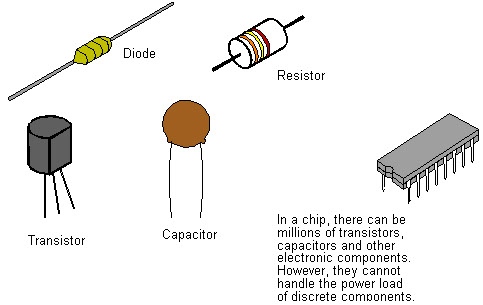 Diode
Resistor
Transistor
Capacitor
In a chip, there can be
millions of transistors,
capacitors and other
electronic components.
However, they cannot
handle the power load
of discrete components.